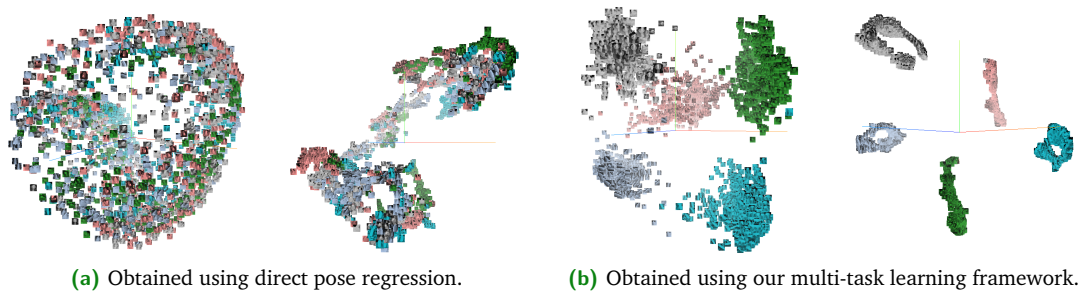 (a) Obtained using direct pose regression.
(b) Obtained using our multi-task learning framework.